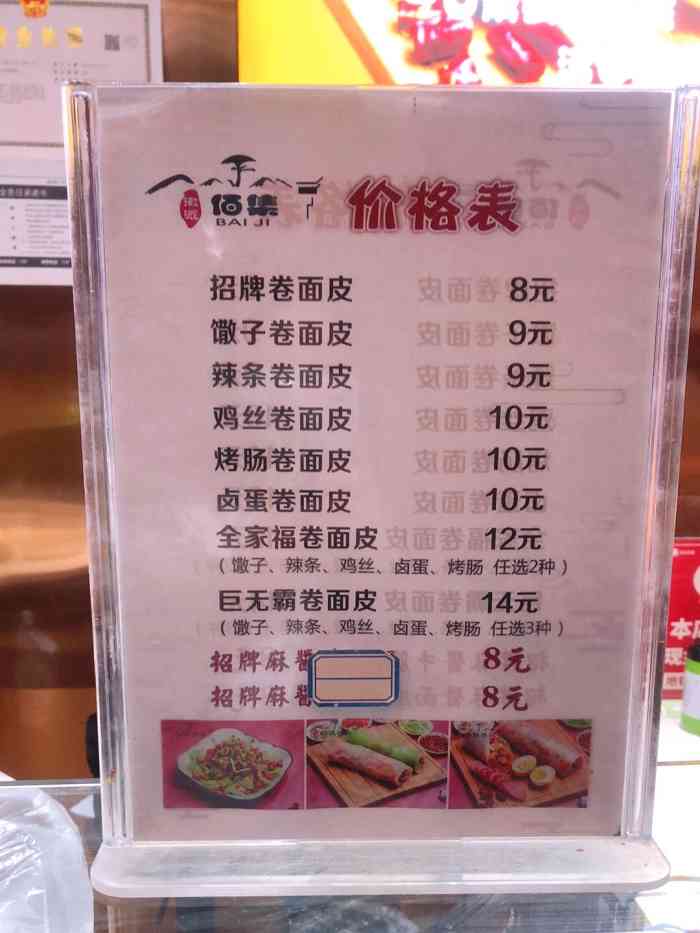 徽派 佰集 价格表
BAI JI
招牌卷面皮 8元
馓子卷面皮 9元
辣条卷面皮 9元
鸡丝卷面皮 10元
烤肠卷面皮 10元
卤蛋卷面皮 10元
全家福卷面皮 12元
（馓子、辣条、鸡丝、卤蛋、烤肠 任选2种）
巨无霸卷面皮 14元
（馓子、辣条、鸡丝、卤蛋、烤肠 任选3种）
招牌麻酱 8元
招牌麻酱 8元